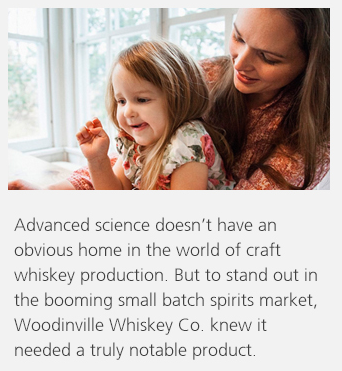 Advanced science doesn’t have an
obvious home in the world of craft
whiskey production. But to stand out in
the booming small batch spirits market,
Woodinville Whiskey Co. knew it
needed a truly notable product.